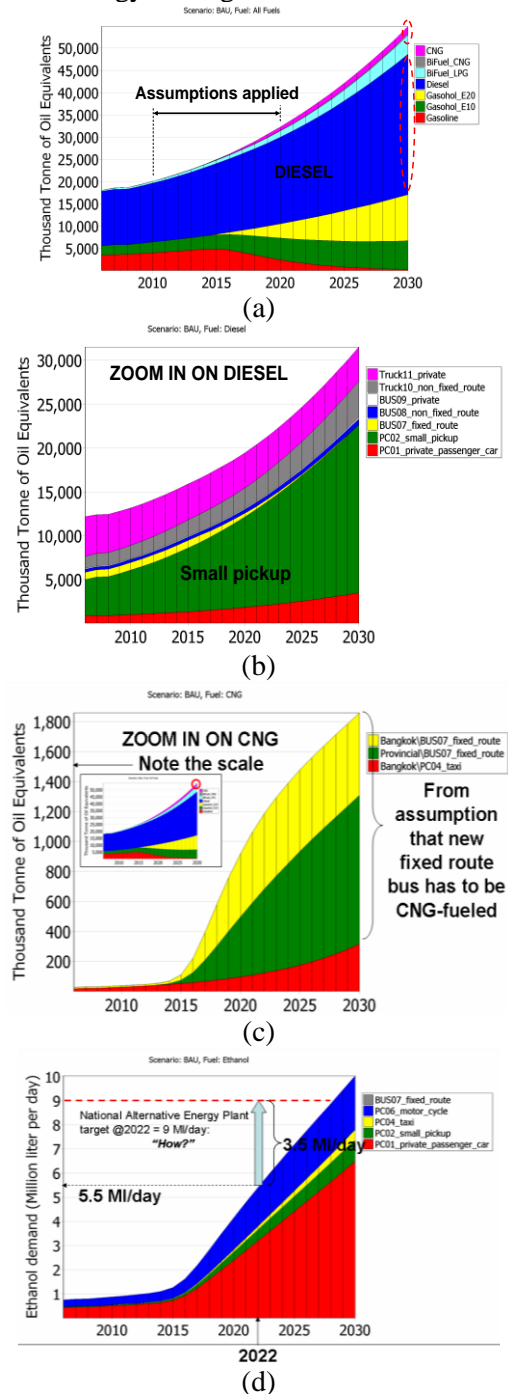 Scenario: BAU, Fuel: All Fuels
Thousand Tonne of Oil Equivalents
55,000
50,000
45,000
40,000
35,000
30,000
25,000
20,000
15,000
10,000
5,000
Assumptions applied
DIESEL
CNG
BiFuel_CNG
BiFuel_LPG
Diesel
Gasohol_E20
Gasohol_E10
Gasoline
2010 2015 2020 2025 2030
(a)
Scenario: BAU, Fuel: Diesel
Thousand Tonne of Oil Equivalents
30,000
25,000
20,000
15,000
10,000
5,000
ZOOM IN ON DIESEL
Small pickup
Truck11_private
Truck10_non_fixed_route
BUS09_private
BUS08_non_fixed_route
BUS07_fixed_route
PC02_small_pickup
PC01_private_passenger_car
2010 2015 2020 2025 2030
(b)
Scenario: BAU, Fuel: CNG
Thousand Tonne of Oil Equivalents
1,800
1,600
1,400
1,200
1,000
800
600
400
200
ZOOM IN ON CNG
Note the scale
Bangkok\BUS07_fixed_route
Provincial\BUS07_fixed_route
Bangkok\PC04_taxi
From
assumption
that new
fixed route
bus has to be
CNG-fueled
2010 2015 2020 2025 2030
(c)
Scenario: BAU, Fuel: Ethanol
Ethanol demand (Million liter per day)
10
9
8
7
6
5
4
3
2
1
National Alternative Energy Plant
target @2022 = 9 Ml/day:
"How?"
3.5 Ml/day
5.5 Ml/day
BUS07_fixed_route
PC06_motor_cycle
PC04_taxi
PC02_small_pickup
PC01_private_passenger_car
2010 2015 2020 2025 2030
2022
(d)